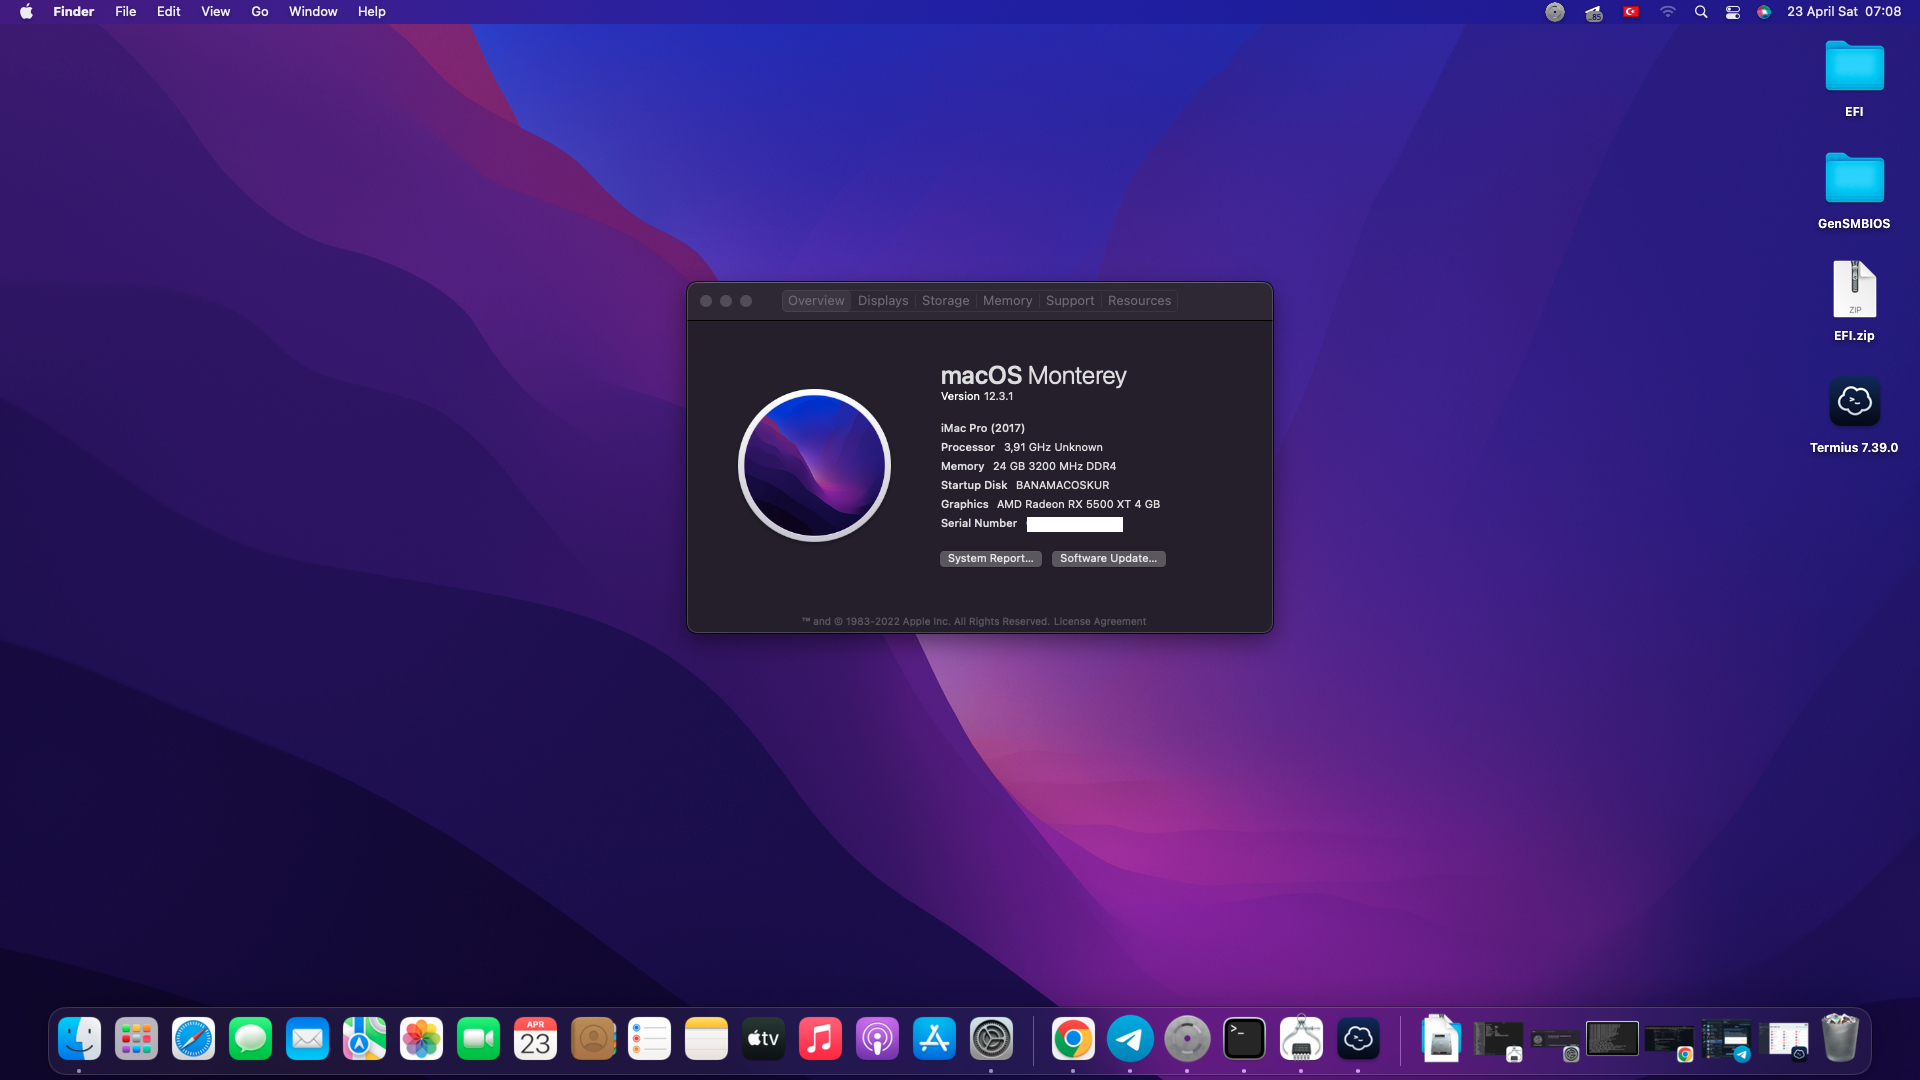 Finder File Edit View Go Window Help
.85
23 April Sat 07:08
EFI
GenSMBIOS
ZIP
EFI.zip
Termius 7.39.0
Overview Displays Storage Memory Support Resources
macOS Monterey
Version 12.3.1
iMac Pro (2017)
Processor 3,91 GHz Unknown
Memory 24 GB 3200 MHz DDR4
Startup Disk BANAMACOSKUR
Graphics AMD Radeon RX 5500 XT 4 GB
Serial Number
System Report... Software Update...
™ and © 1983-2022 Apple Inc. All Rights Reserved. License Agreement
APR
23
tv